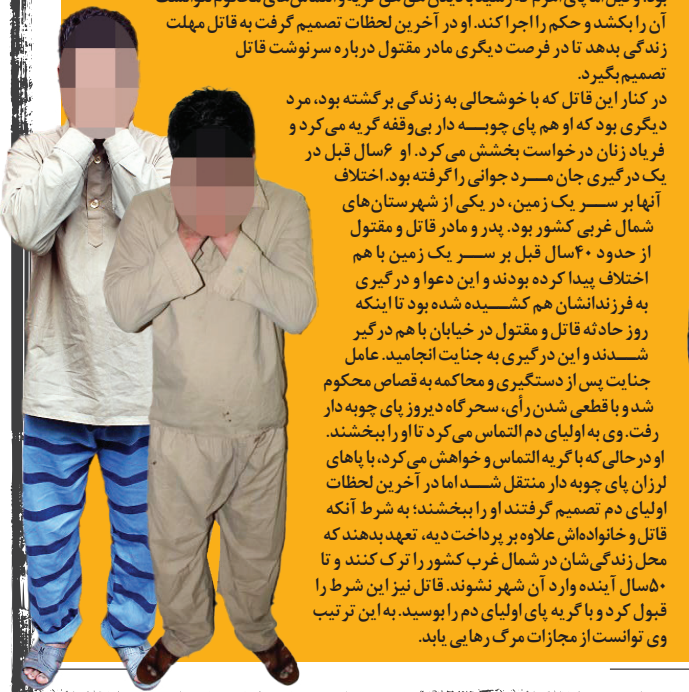 آن را بکشد و حکم را اجرا کند. او در آخرین لحظات تصمیم گرفت به قاتل مهلت
زندگی بدهد تا در فرصت دیگری مادر مقتول درباره سرنوشت قاتل
تصمیم بگیرد.
در کنار این قاتل که با خوشحالی به زندگی برگشته بود، مرد
دیگری بود که او هم پای چوبه دار بی‌وقفه گریه می‌کرد و
فریاد زنان درخواست بخشش می‌کرد. او ۶سال قبل در
یک درگیری جان مرد جوانی را گرفته بود. اختلاف
آنها بر سر یک زمین، در یکی از شهرستان‌های
شمال غربی کشور بود. پدر و مادر قاتل و مقتول
از حدود ۴۰سال قبل بر سر یک زمین با هم
اختلاف پیدا کرده بودند و این دعوا و درگیری
به فرزندانشان هم کشیده شده بود تا اینکه
روز حادثه قاتل و مقتول در خیابان با هم درگیر
شدند و این درگیری به جنایت انجامید. عامل
جنایت پس از دستگیری و محاکمه به قصاص محکوم
شد و با قطعی شدن رأی، سحرگاه دیروز پای چوبه دار
رفت. وی به اولیای دم التماس می‌کرد تا او را ببخشند.
او درحالی که با گریه التماس و خواهش می‌کرد، با پاهای
لرزان پای چوبه دار منتقل شد اما در آخرین لحظات
اولیای دم تصمیم گرفتند او را ببخشند؛ به شرط آنکه
قاتل و خانواده‌اش علاوه بر پرداخت دیه، تعهد بدهند که
محل زندگی‌شان در شمال غرب کشور را ترک کنند و تا
۵۰سال آینده وارد آن شهر نشوند. قاتل نیز این شرط را
قبول کرد و با گریه پای اولیای دم را بوسید. به این ترتیب
وی توانست از مجازات مرگ رهایی یابد.